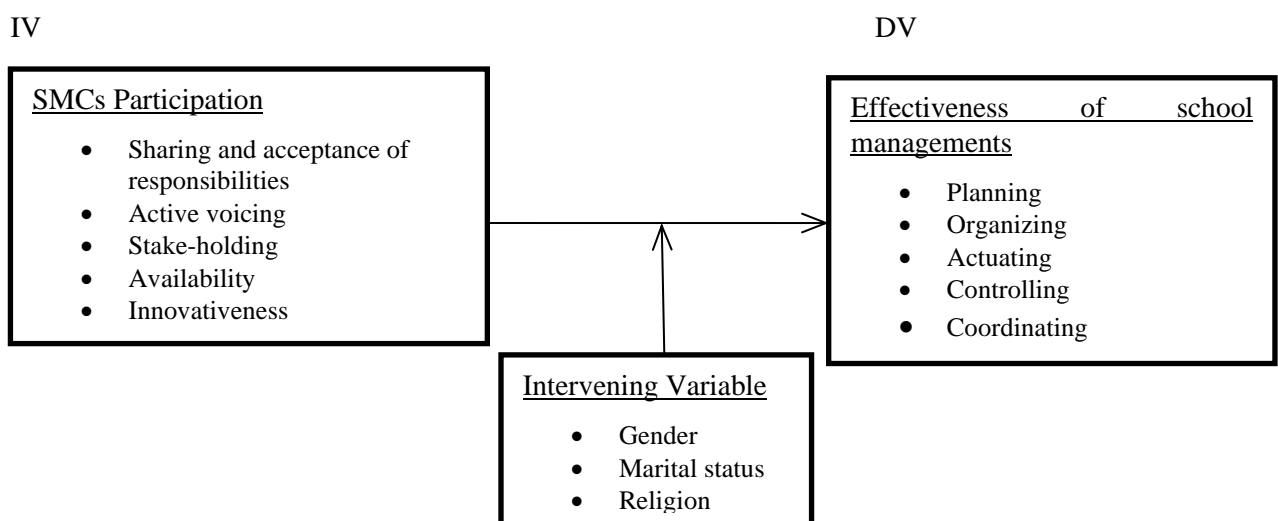 IV
DV
SMCs Participation
• Sharing and acceptance of
responsibilities
• Active voicing
• Stake-holding
• Availability
• Innovativeness
Effectiveness of school
managements
• Planning
• Organizing
• Actuating
• Controlling
• Coordinating
Intervening Variable
• Gender
• Marital status
• Religion